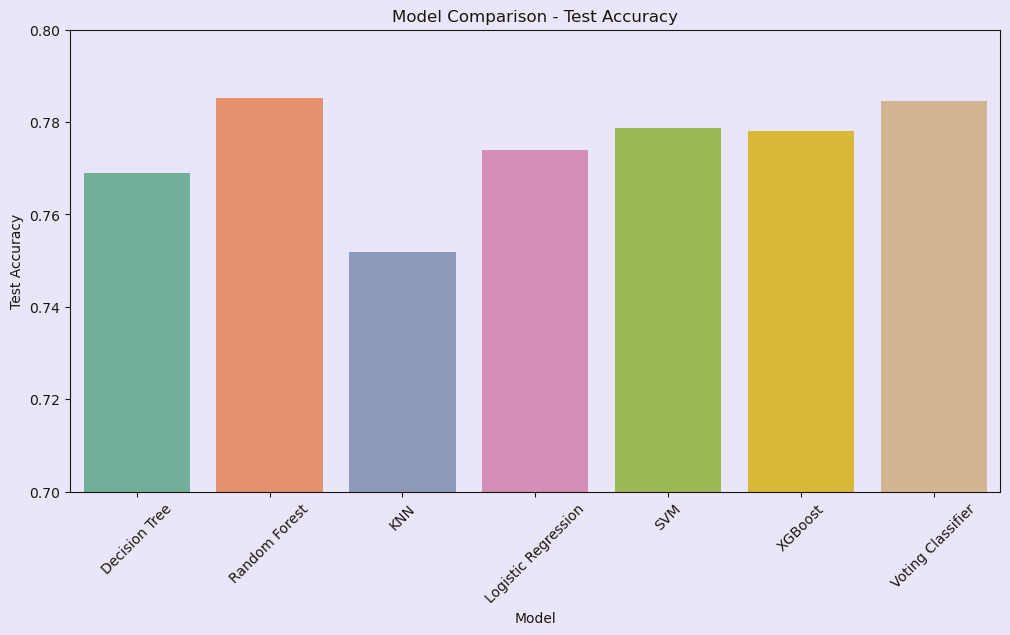 Model Comparison - Test Accuracy
Test Accuracy
0.80
0.78
0.76
0.74
0.72
0.70
Decision Tree
Random Forest
KNN
Logistic Regression
SVM
XGBoost
Voting Classifier
Model